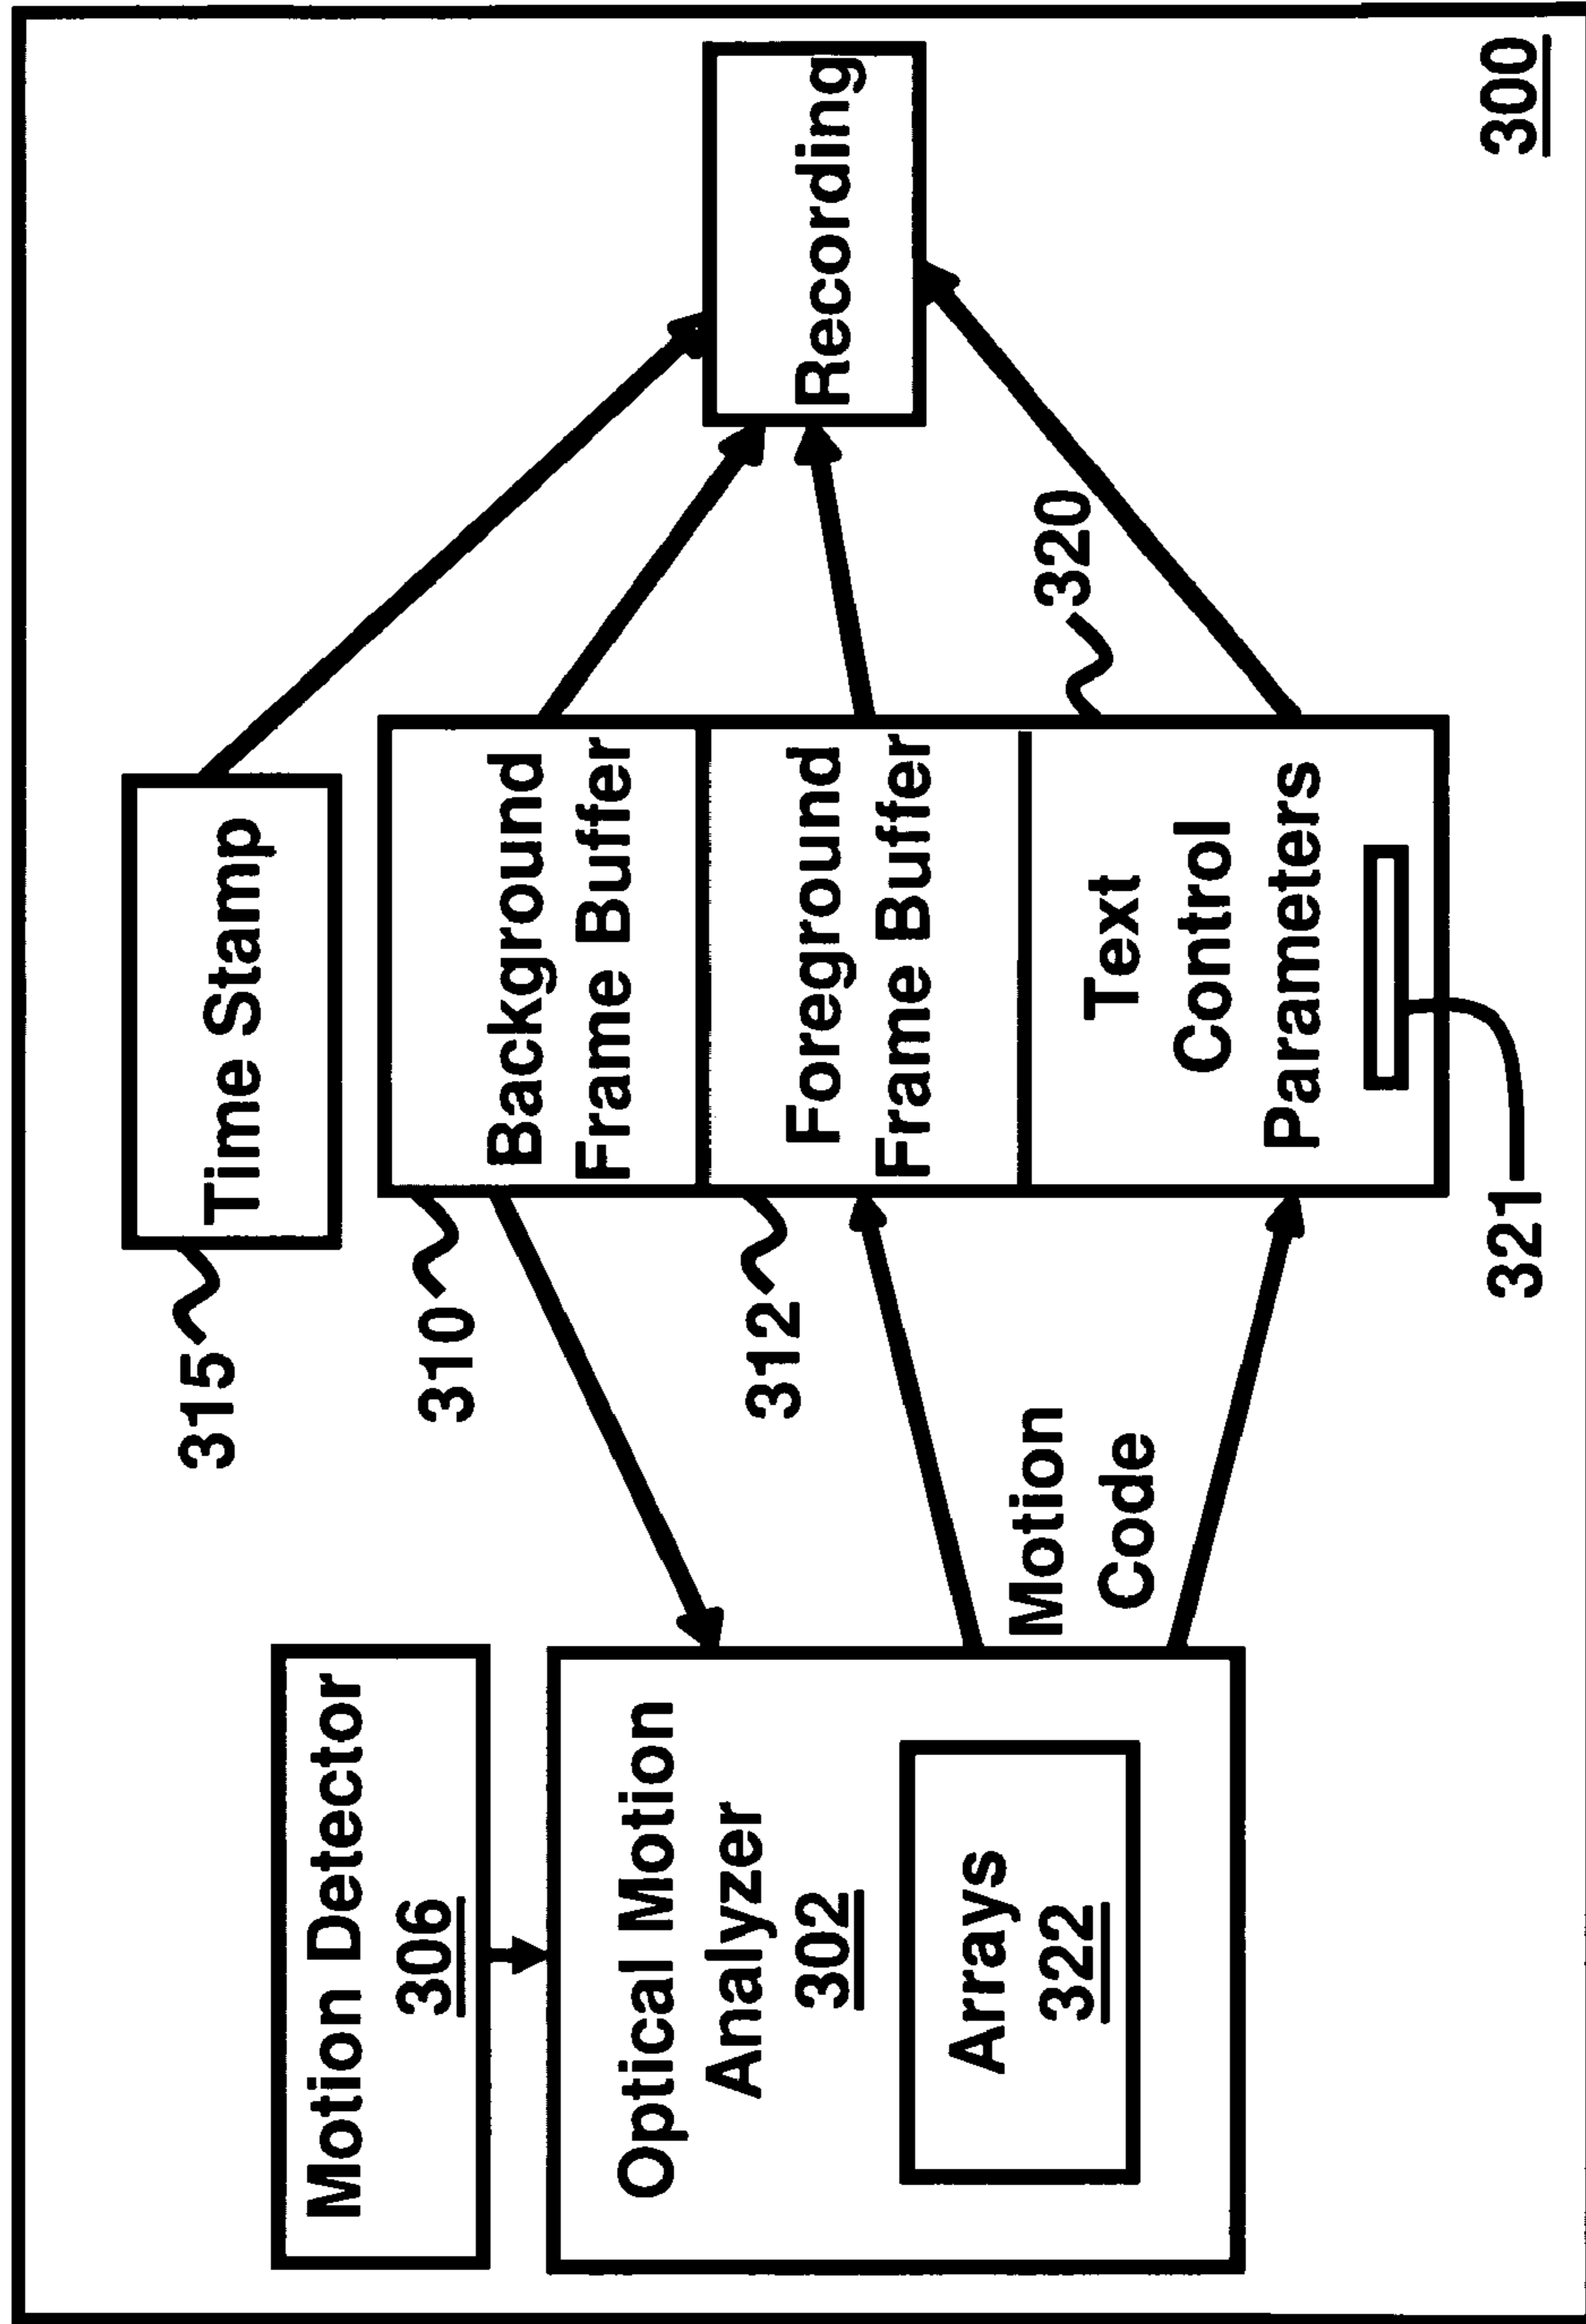 Motion Detector
306
Optical Motion
Analyzer
302
Arrays
322
Motion
Code
315
Time Stamp
310
Background
Frame Buffer
312
Foreground
Frame Buffer
320
Text
Control
Parameters
321
Recording
300